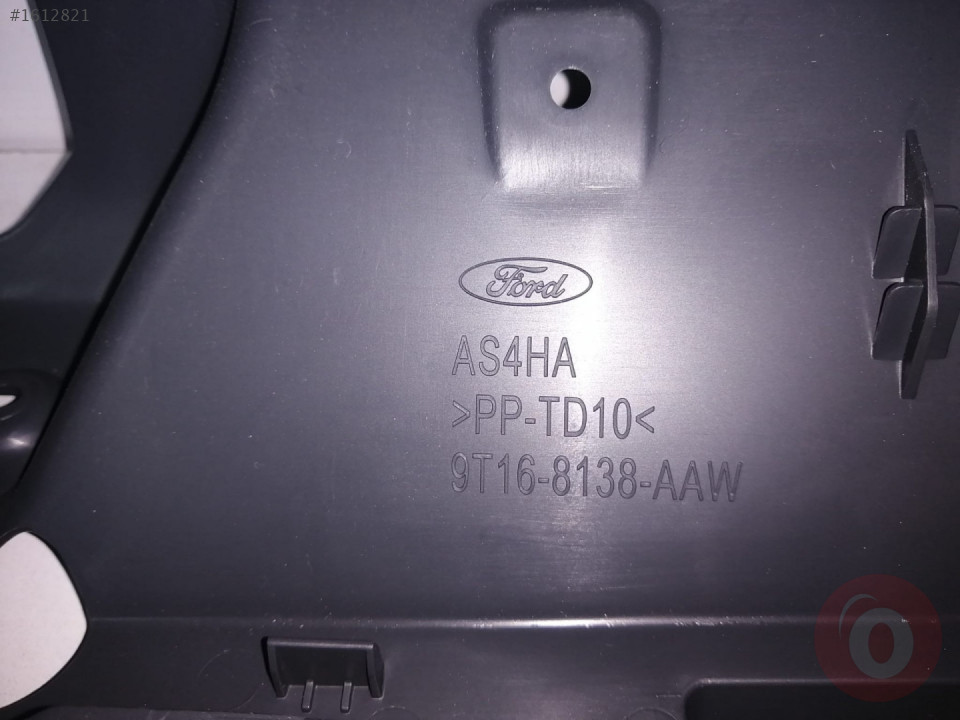 #1612821
Ford
AS4HA
>PP-TD10<
9T16-8138-AAW
o